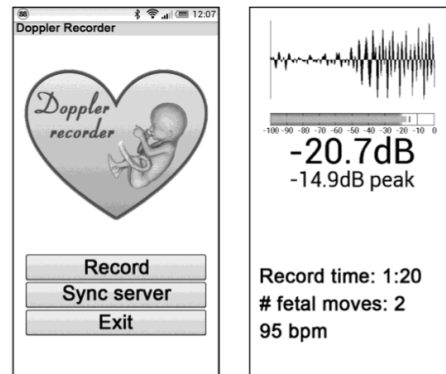 12:07
Doppler Recorder
Doppler
recorder
Record
Sync server
Exit
-100 -90 -80 -70 -60 -50 -40 -30 -20 -10 0
-20.7dB
-14.9dB peak
Record time: 1:20
# fetal moves: 2
95 bpm